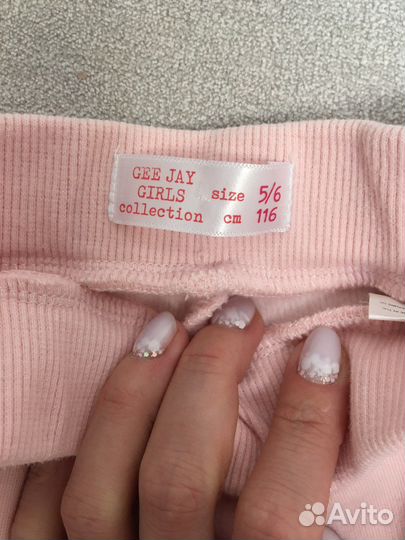 GEE JAY
GIRLS size 5/6
collection cm 116
Avito